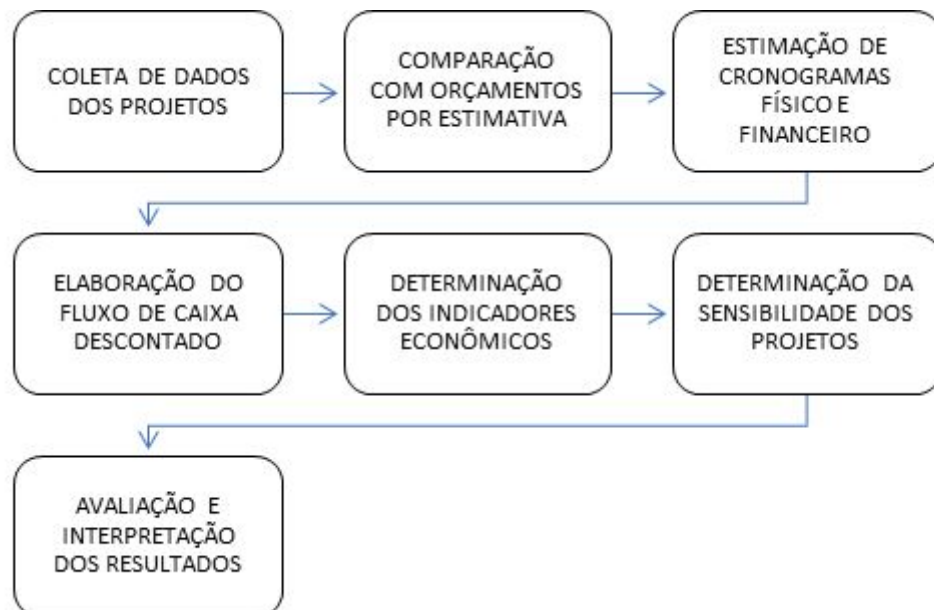 COLETA DE DADOS
DOS PROJETOS
COMPARAÇÃO
COM ORÇAMENTOS
POR ESTIMATIVA
ESTIMAÇÃO DE
CRONOGRAMAS
FÍSICO E
FINANCEIRO
ELABORAÇÃO DO
FLUXO DE CAIXA
DESCONTADO
DETERMINAÇÃO
DOS INDICADORES
ECONÔMICOS
DETERMINAÇÃO DA
SENSIBILIDADE DOS
PROJETOS
AVALIAÇÃO E
INTERPRETAÇÃO
DOS RESULTADOS